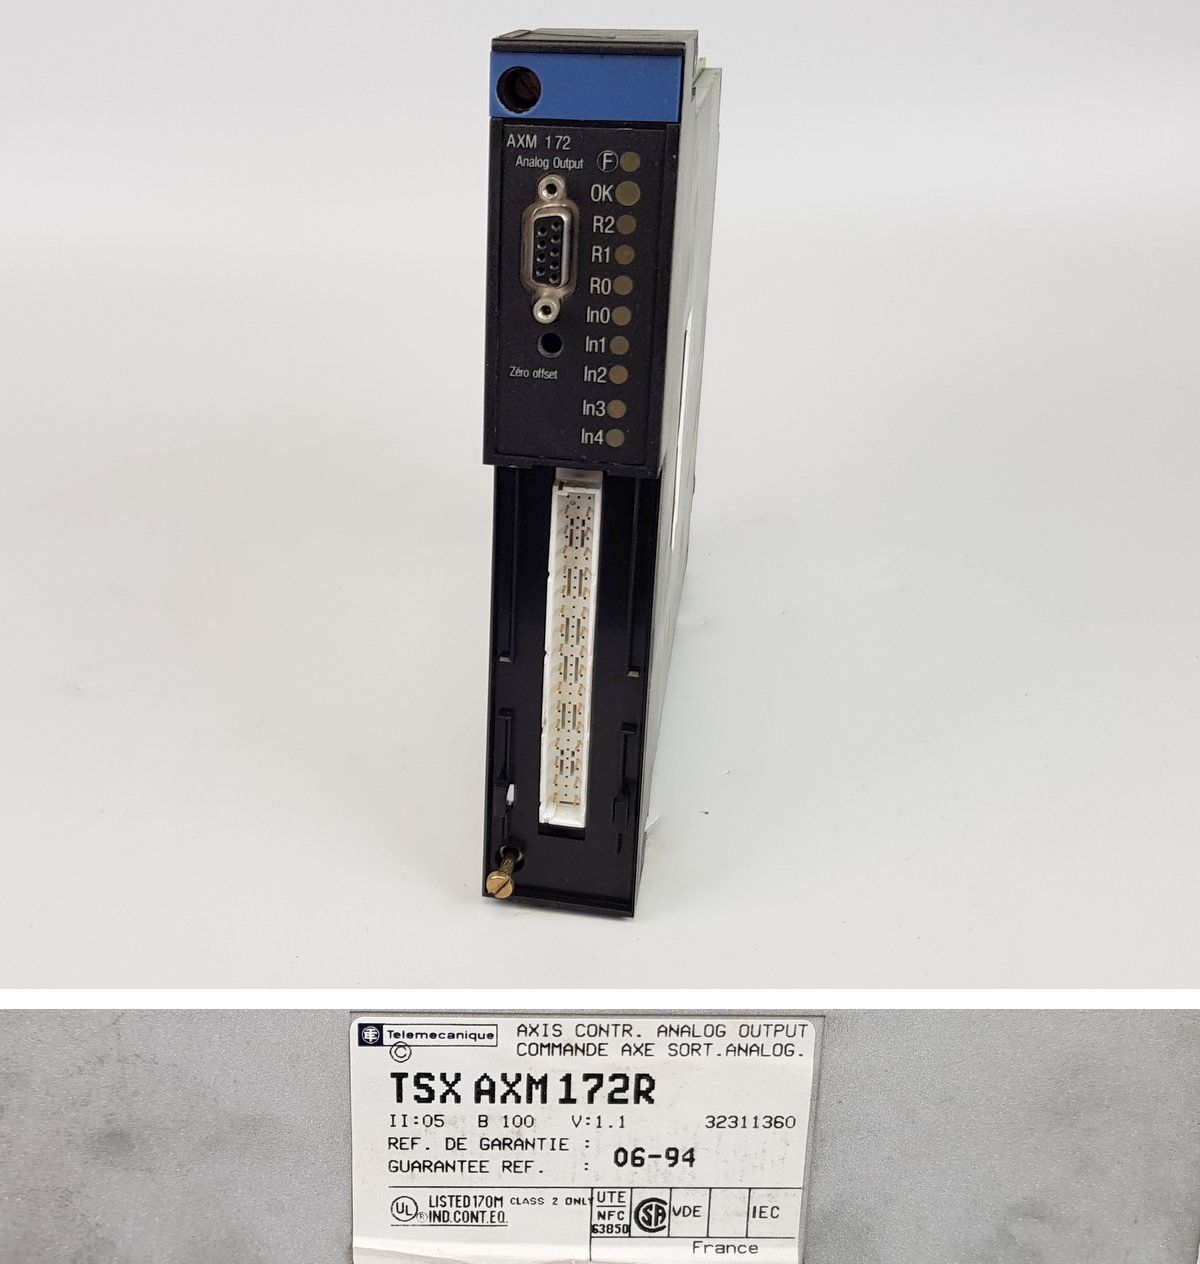 AXM 172
Analog Output F
OK
R2
R1
R0
In0
In1
Zéro offset In2
In3
In4
Telemecanique AXIS CONTR. ANALOG OUTPUT
© COMMANDE AXE SORT.ANALOG.
TSX AXM 172R
II:05 B 100 V:1.1 32311360
REF. DE GARANTIE :
GUARANTEE REF. : 06-94
UL LISTED 170M CLASS 2 ONLY
® IND.CONT.EQ.
UTE
NFC
63850
SA VDE IEC
France